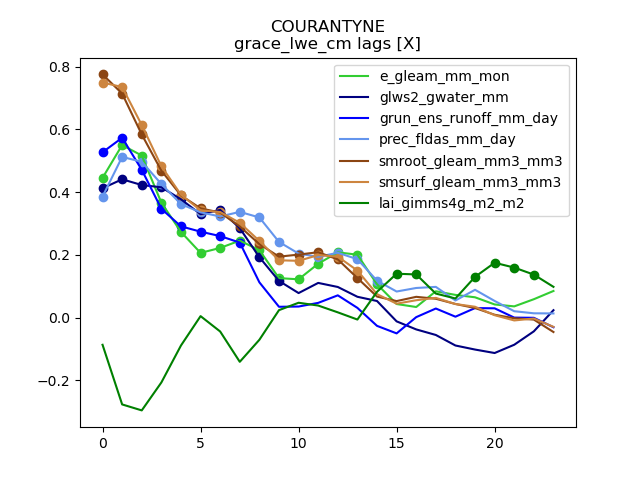 COURANTYNE
grace_lwe_cm lags [X]
e_gleam_mm_mon
glws2_gwater_mm
grun_ens_runoff_mm_day
prec_fldas_mm_day
smroot_gleam_mm3_mm3
smsurf_gleam_mm3_mm3
lai_gimms4g_m2_m2
0.8
0.6
0.4
0.2
0.0
−0.2
0
5
10
15
20